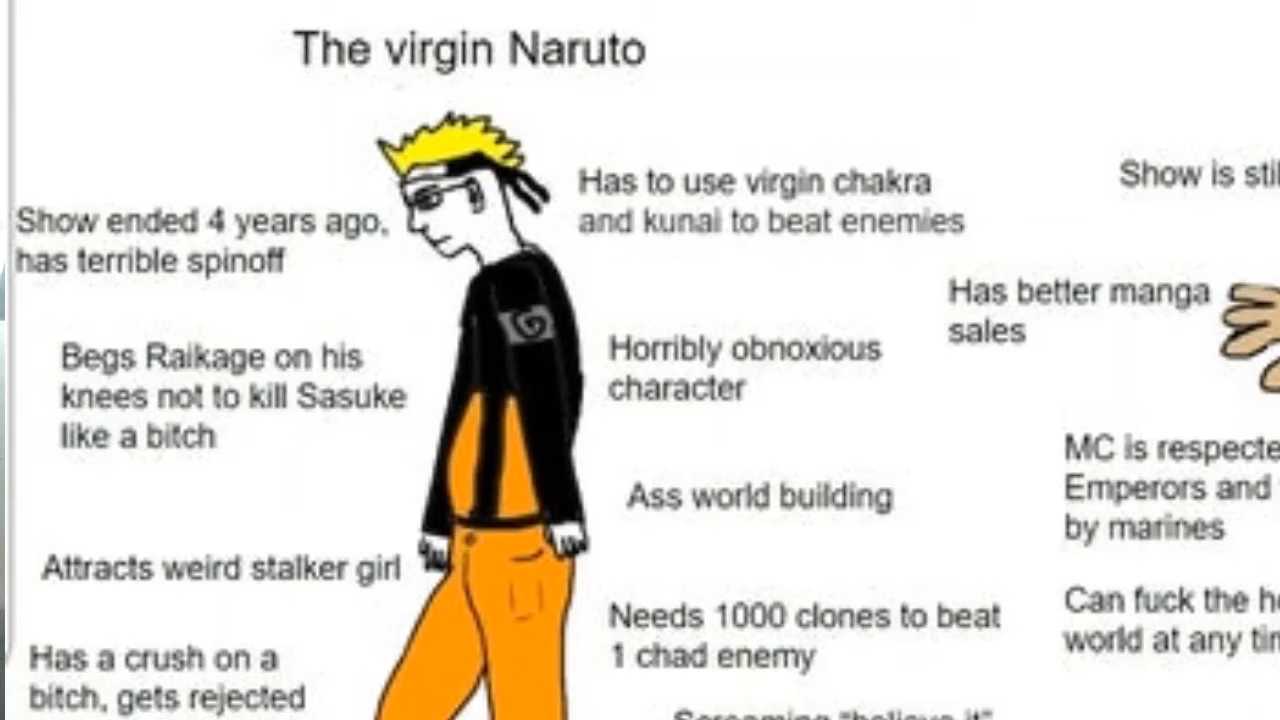 The virgin Naruto
Show ended 4 years ago,
has terrible spinoff
Begs Raikage on his
knees not to kill Sasuke
like a bitch
Attracts weird stalker girl
Has a crush on a
bitch, gets rejected
Has to use virgin chakra
and kunai to beat enemies
Horribly obnoxious
character
Ass world building
Needs 1000 clones to beat
1 chad enemy
Screaming "believe it"
Show is
Has better manga
sales
MC is
Emperors and
by marines
Can fuck the
world at any